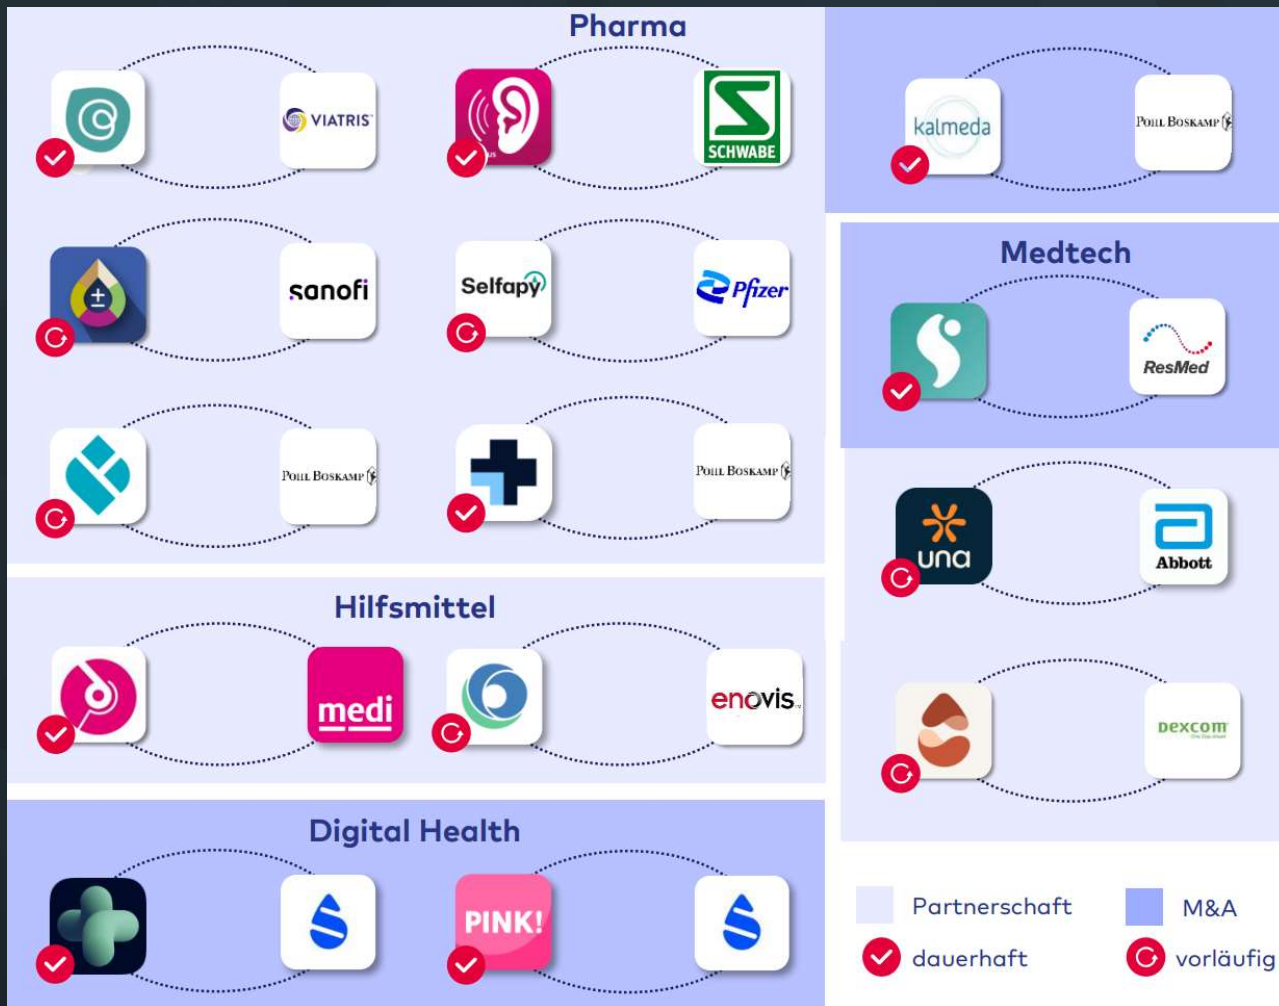 Pharma
VIATRIS
us
SCHWABE
kalmeda
POHL BOSKAMP
sanofi
Selfapy
Pfizer
Medtech
ResMed
POHL BOSKAMP
POHL BOSKAMP
una
Abbott
Hilfsmittel
medi
enovis
DEXCOM
Digital Health
PINK!
Partnerschaft
M&A
dauerhaft
vorläufig